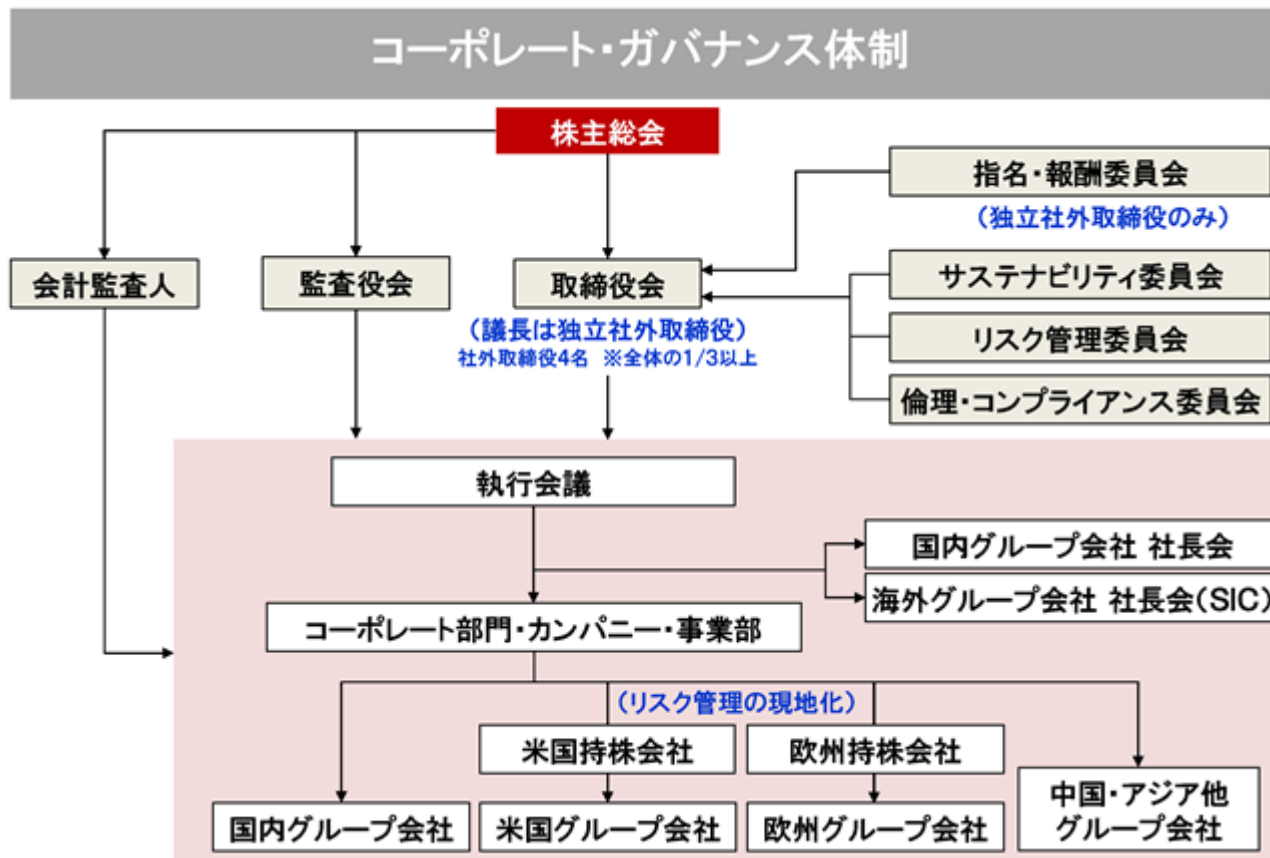 コーポレート・ガバナンス体制
株主総会
指名・報酬委員会
（独立社外取締役のみ）
会計監査人
監査役会
取締役会
サステナビリティ委員会
（議長は独立社外取締役）
社外取締役4名 ※全体の1/3以上
リスク管理委員会
倫理・コンプライアンス委員会
執行会議
国内グループ会社 社長会
海外グループ会社 社長会（SIC）
コーポレート部門・カンパニー・事業部
（リスク管理の現地化）
米国持株会社
欧州持株会社
国内グループ会社
米国グループ会社
欧州グループ会社
中国・アジア他
グループ会社